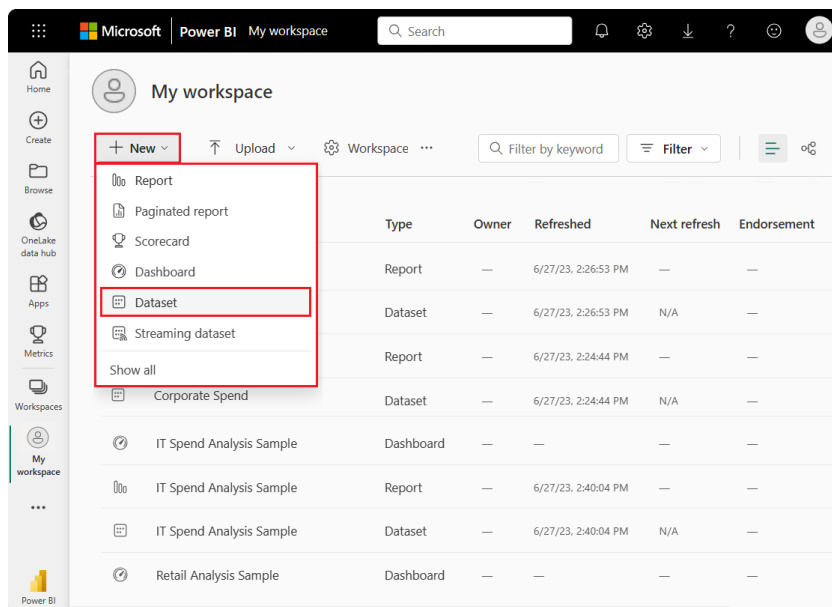 Microsoft Power BI My workspace Search
Home
Create
Browse
OneLake
data hub
Apps
Metrics
Workspaces
My
workspace
Power BI
My workspace
New Upload Workspace Filter by keyword Filter
Report
Paginated report
Scorecard
Dashboard
Dataset
Streaming dataset
Show all
Type Owner Refreshed Next refresh Endorsement
Report — 6/27/23, 2:26:53 PM — —
Dataset — 6/27/23, 2:26:53 PM N/A —
Report — 6/27/23, 2:24:44 PM — —
Corporate Spend Dataset — 6/27/23, 2:24:44 PM N/A —
IT Spend Analysis Sample Dashboard — — — —
IT Spend Analysis Sample Report — 6/27/23, 2:40:04 PM — —
IT Spend Analysis Sample Dataset — 6/27/23, 2:40:04 PM N/A —
Retail Analysis Sample Dashboard — — — —